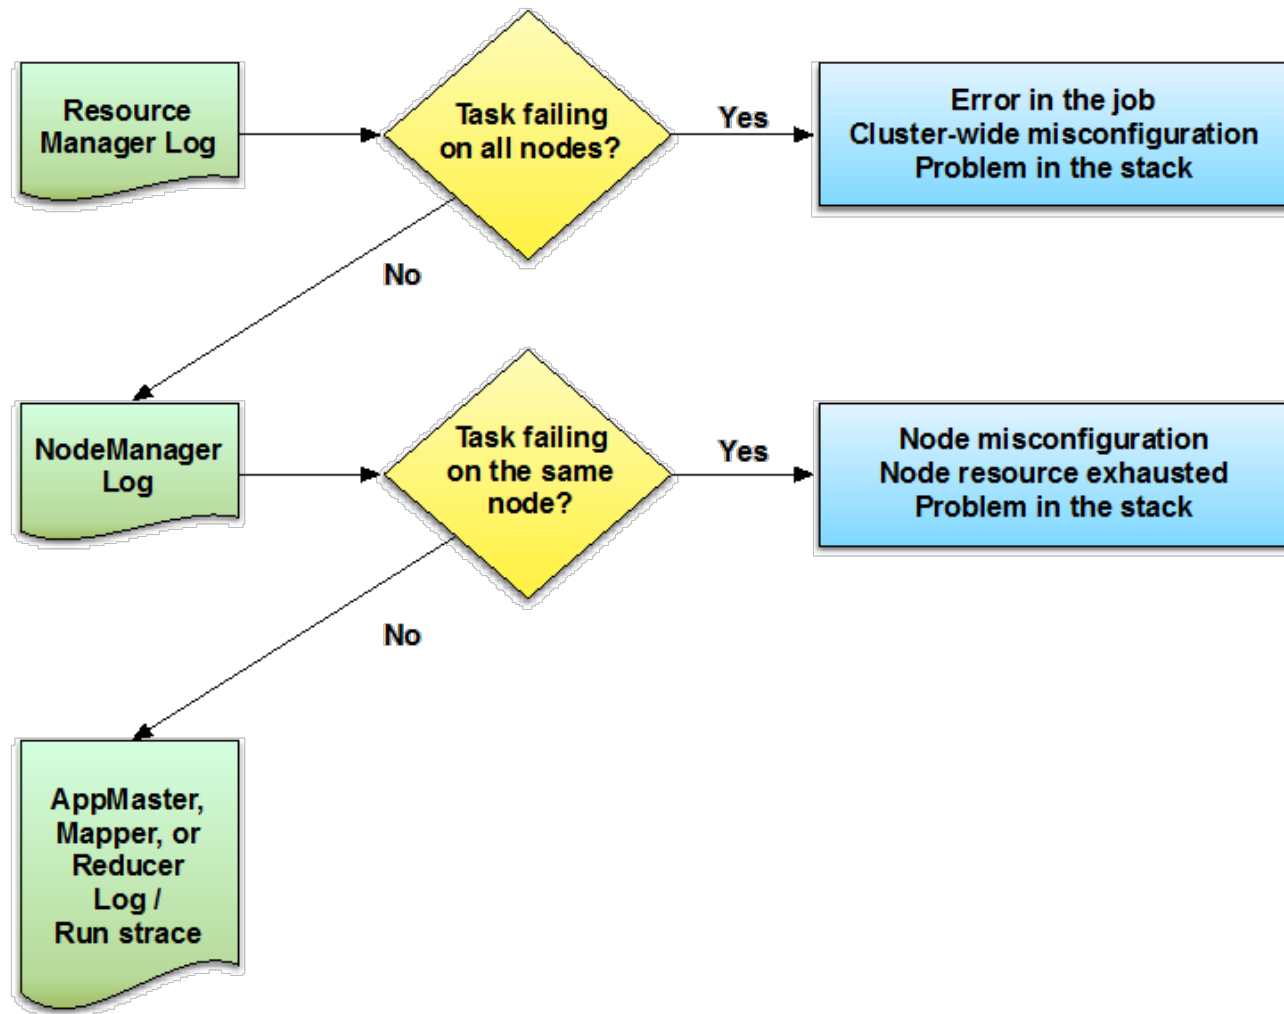 Resource
Manager Log
Task failing
on all nodes?
Yes
Error in the job
Cluster-wide misconfiguration
Problem in the stack
No
NodeManager
Log
Task failing
on the same
node?
Yes
Node misconfiguration
Node resource exhausted
Problem in the stack
No
AppMaster,
Mapper, or
Reducer
Log /
Run strace